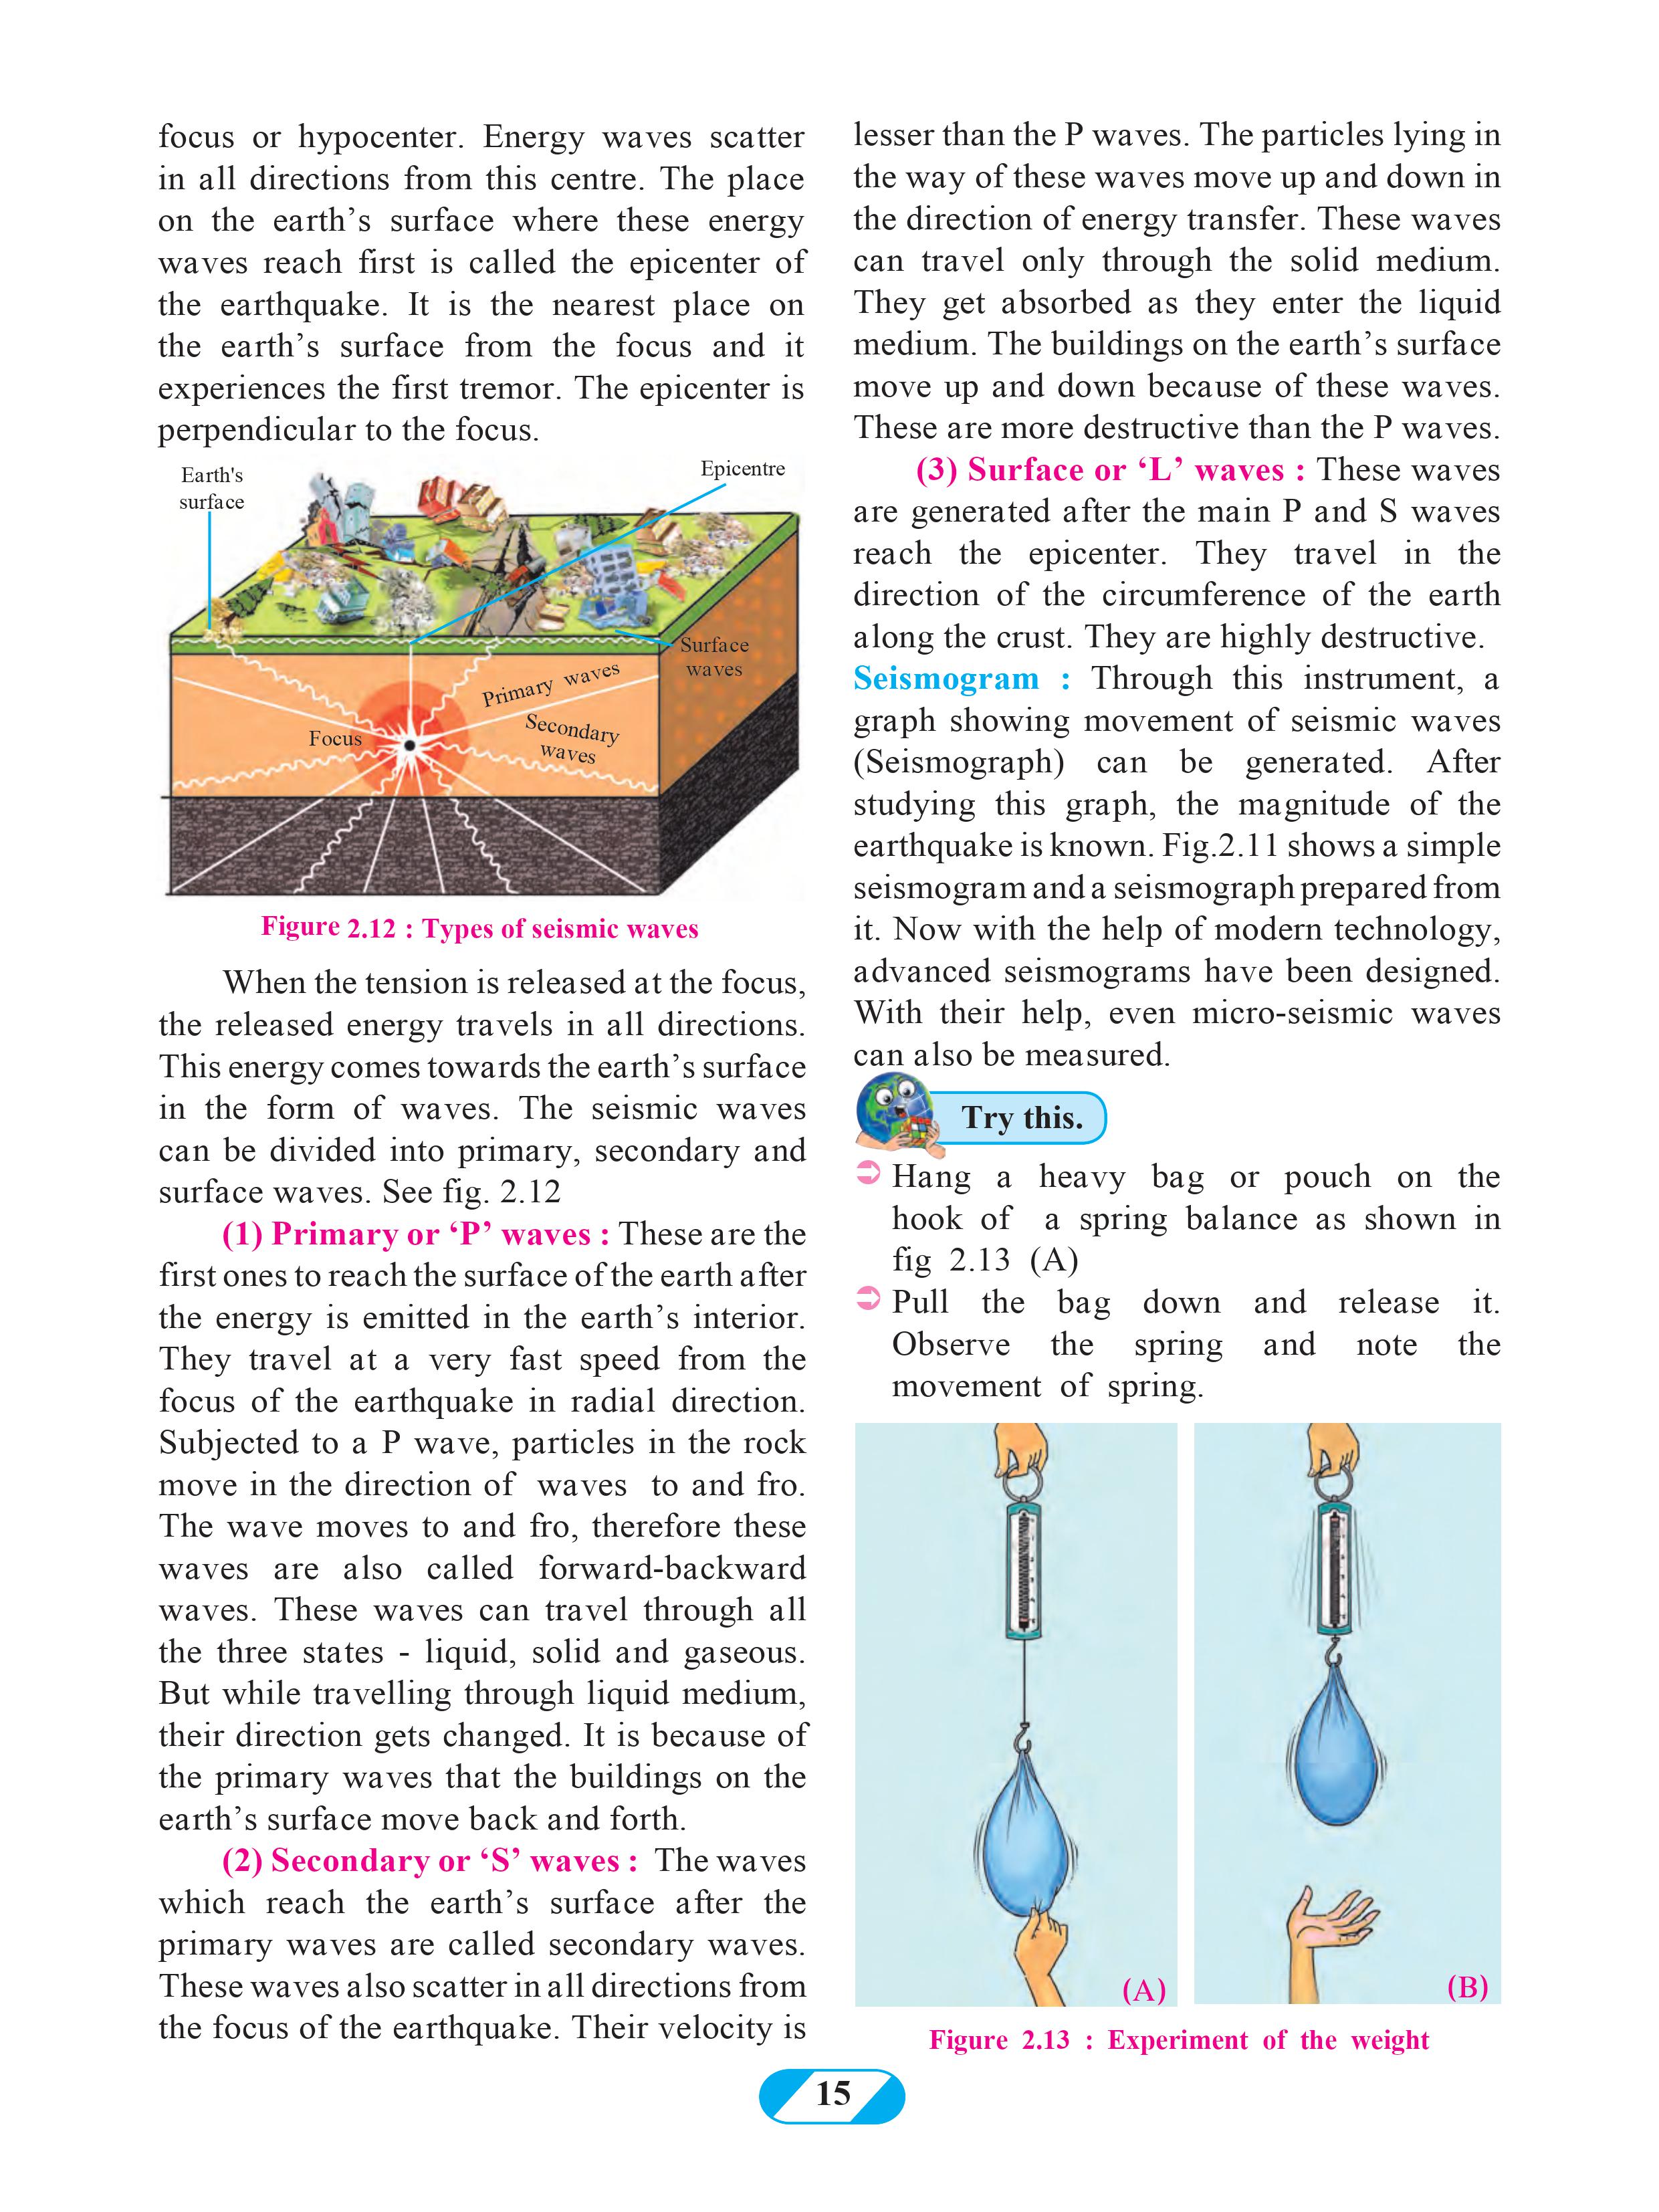 focus or hypocenter. Energy waves scatter
in all directions from this centre. The place
on the earth’s surface where these energy
waves reach first is called the epicenter of
the earthquake. It is the nearest place on
the earth’s surface from the focus and it
experiences the first tremor. The epicenter is
perpendicular to the focus.
Earth's
surface
Epicentre
Surface
waves
Primary waves
Secondary
waves
Focus
Figure 2.12 : Types of seismic waves
When the tension is released at the focus,
the released energy travels in all directions.
This energy comes towards the earth’s surface
in the form of waves. The seismic waves
can be divided into primary, secondary and
surface waves. See fig. 2.12
(1) Primary or ‘P’ waves : These are the
first ones to reach the surface of the earth after
the energy is emitted in the earth’s interior.
They travel at a very fast speed from the
focus of the earthquake in radial direction.
Subjected to a P wave, particles in the rock
move in the direction of waves to and fro.
The wave moves to and fro, therefore these
waves are also called forward-backward
waves. These waves can travel through all
the three states - liquid, solid and gaseous.
But while travelling through liquid medium,
their direction gets changed. It is because of
the primary waves that the buildings on the
earth’s surface move back and forth.
(2) Secondary or ‘S’ waves : The waves
which reach the earth’s surface after the
primary waves are called secondary waves.
These waves also scatter in all directions from
the focus of the earthquake. Their velocity is
lesser than the P waves. The particles lying in
the way of these waves move up and down in
the direction of energy transfer. These waves
can travel only through the solid medium.
They get absorbed as they enter the liquid
medium. The buildings on the earth’s surface
move up and down because of these waves.
These are more destructive than the P waves.
(3) Surface or ‘L’ waves : These waves
are generated after the main P and S waves
reach the epicenter. They travel in the
direction of the circumference of the earth
along the crust. They are highly destructive.
Seismogram : Through this instrument, a
graph showing movement of seismic waves
(Seismograph) can be generated. After
studying this graph, the magnitude of the
earthquake is known. Fig.2.11 shows a simple
seismogram and a seismograph prepared from
it. Now with the help of modern technology,
advanced seismograms have been designed.
With their help, even micro-seismic waves
can also be measured.
Try this.
Hang a heavy bag or pouch on the
hook of a spring balance as shown in
fig 2.13 (A)
Pull the bag down and release it.
Observe the spring and note the
movement of spring.
(A)
(B)
Figure 2.13 : Experiment of the weight
15